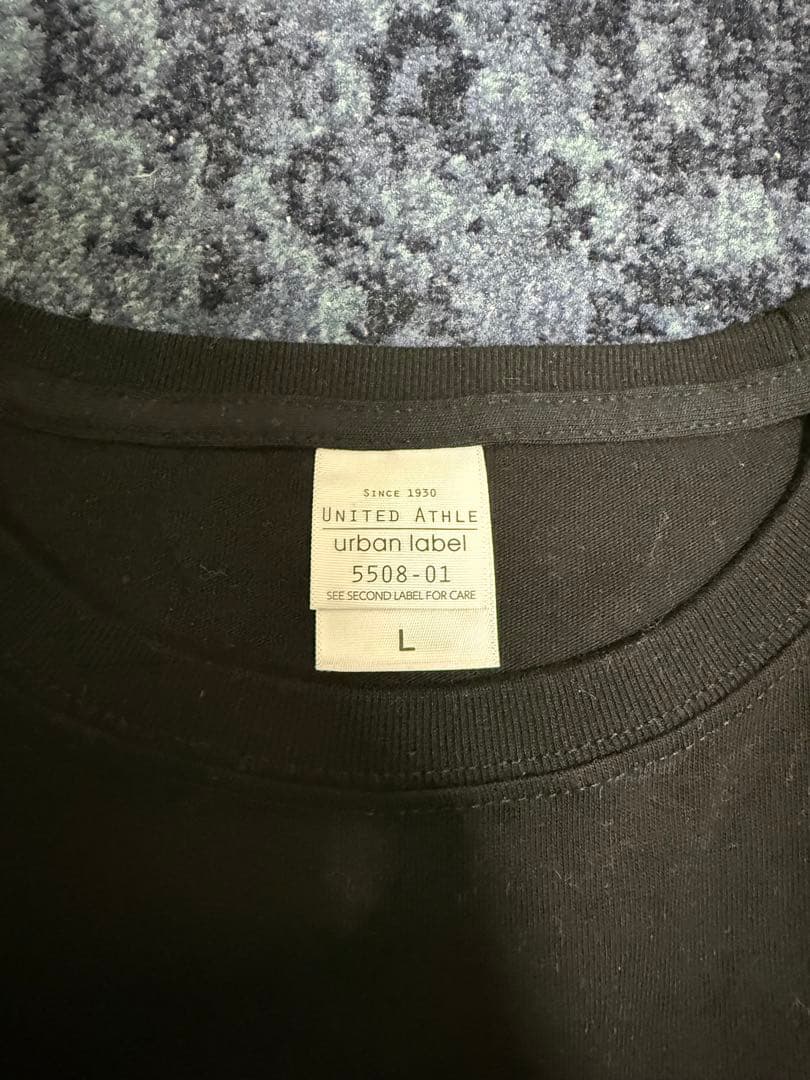 SINCE 1930
UNITED ATHLE
urban label
5508-01
SEE SECOND LABEL FOR CARE
L